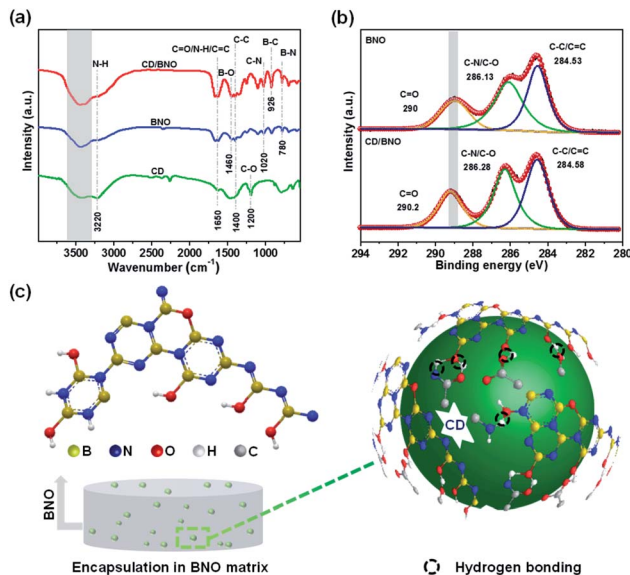 (a)
N-H
C=O/N-H/C=C
C-C
B-O
C-N
B-C
B-N
CD/BNO
926
BNO
1460
1020
780
CD
C-O
3220
1650
1400
1200
Intensity (a.u.)
3500 3000 2500 2000 1500 1000
Wavenumber (cm⁻¹)
(b)
BNO
C-C/C=C
284.53
C-N/C-O
286.13
C=O
290
CD/BNO
C-C/C=C
284.58
C-N/C-O
286.28
C=O
290.2
Intensity (a.u.)
294 292 290 288 286 284 282 280
Binding energy (eV)
(c)
B N O H C
BNO
Encapsulation in BNO matrix
CD
Hydrogen bonding